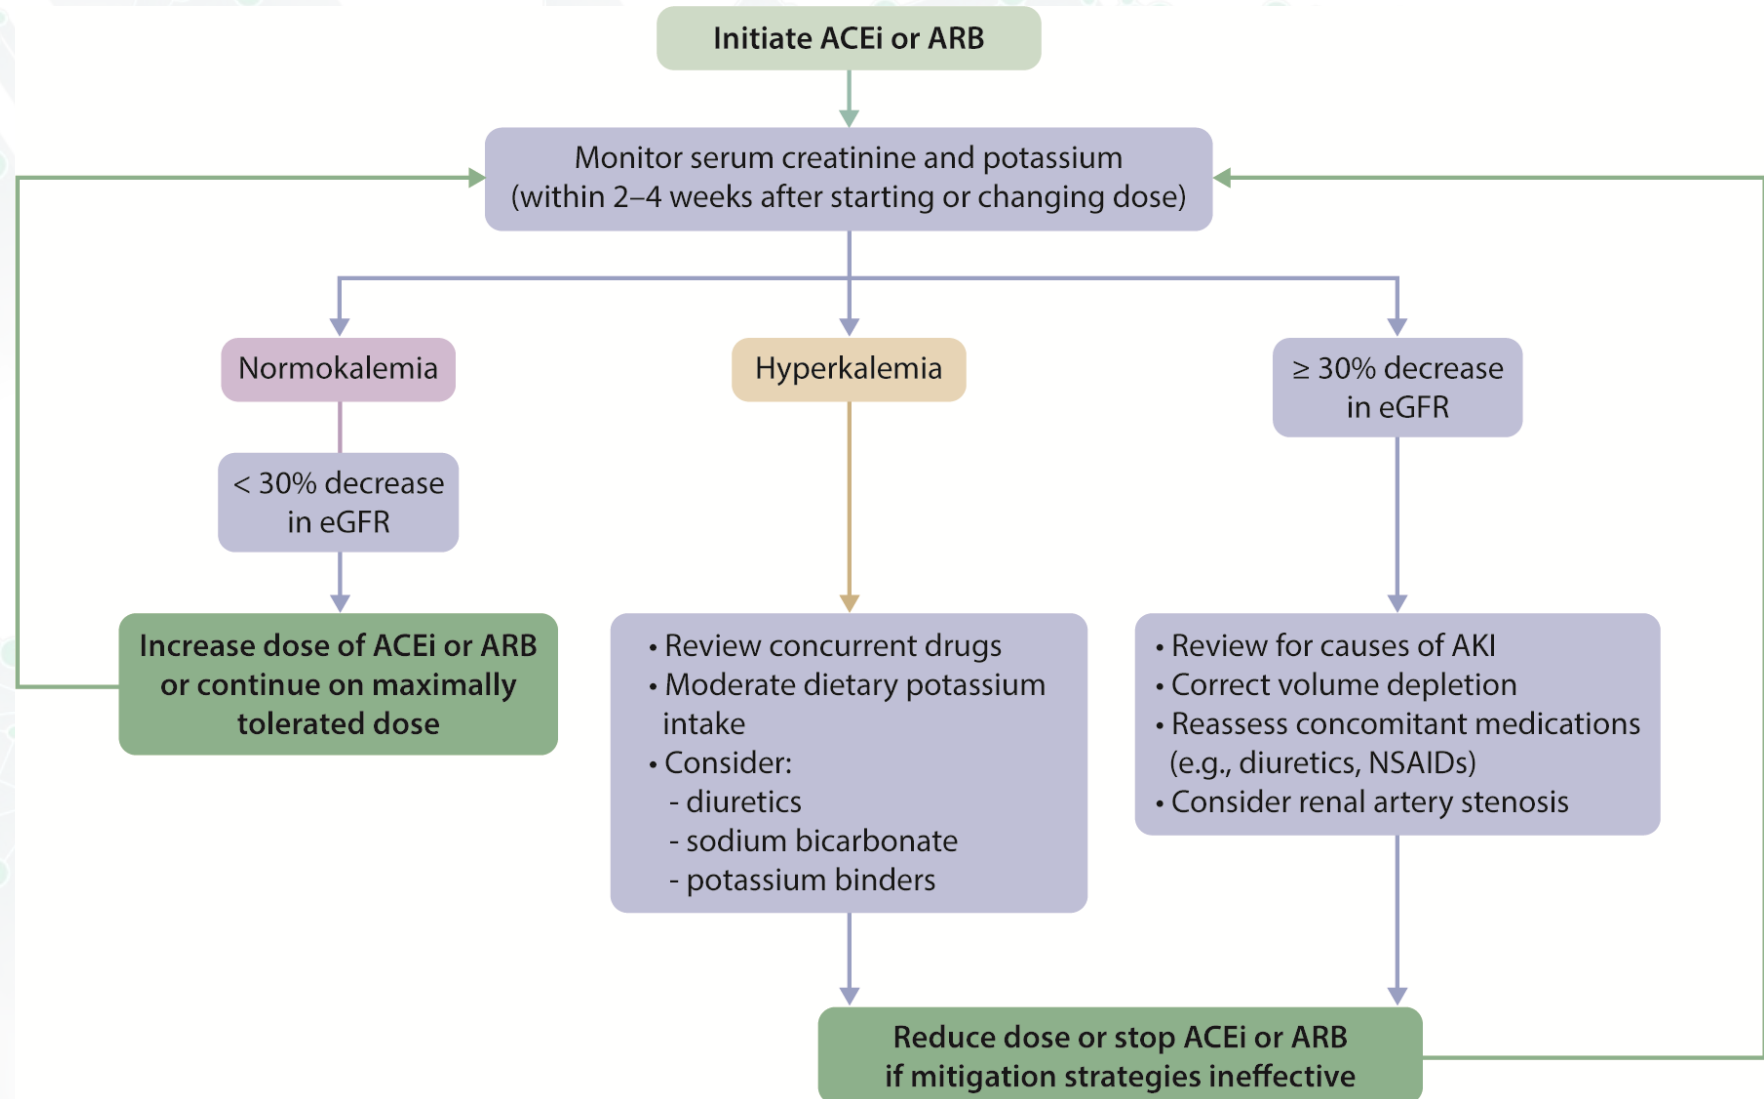 Initiate ACEi or ARB
Monitor serum creatinine and potassium
(within 2–4 weeks after starting or changing dose)
Normokalemia
< 30% decrease
in eGFR
Increase dose of ACEi or ARB
or continue on maximally
tolerated dose
Hyperkalemia
• Review concurrent drugs
• Moderate dietary potassium
intake
• Consider:
- diuretics
- sodium bicarbonate
- potassium binders
≥ 30% decrease
in eGFR
• Review for causes of AKI
• Correct volume depletion
• Reassess concomitant medications
(e.g., diuretics, NSAIDs)
• Consider renal artery stenosis
Reduce dose or stop ACEi or ARB
if mitigation strategies ineffective